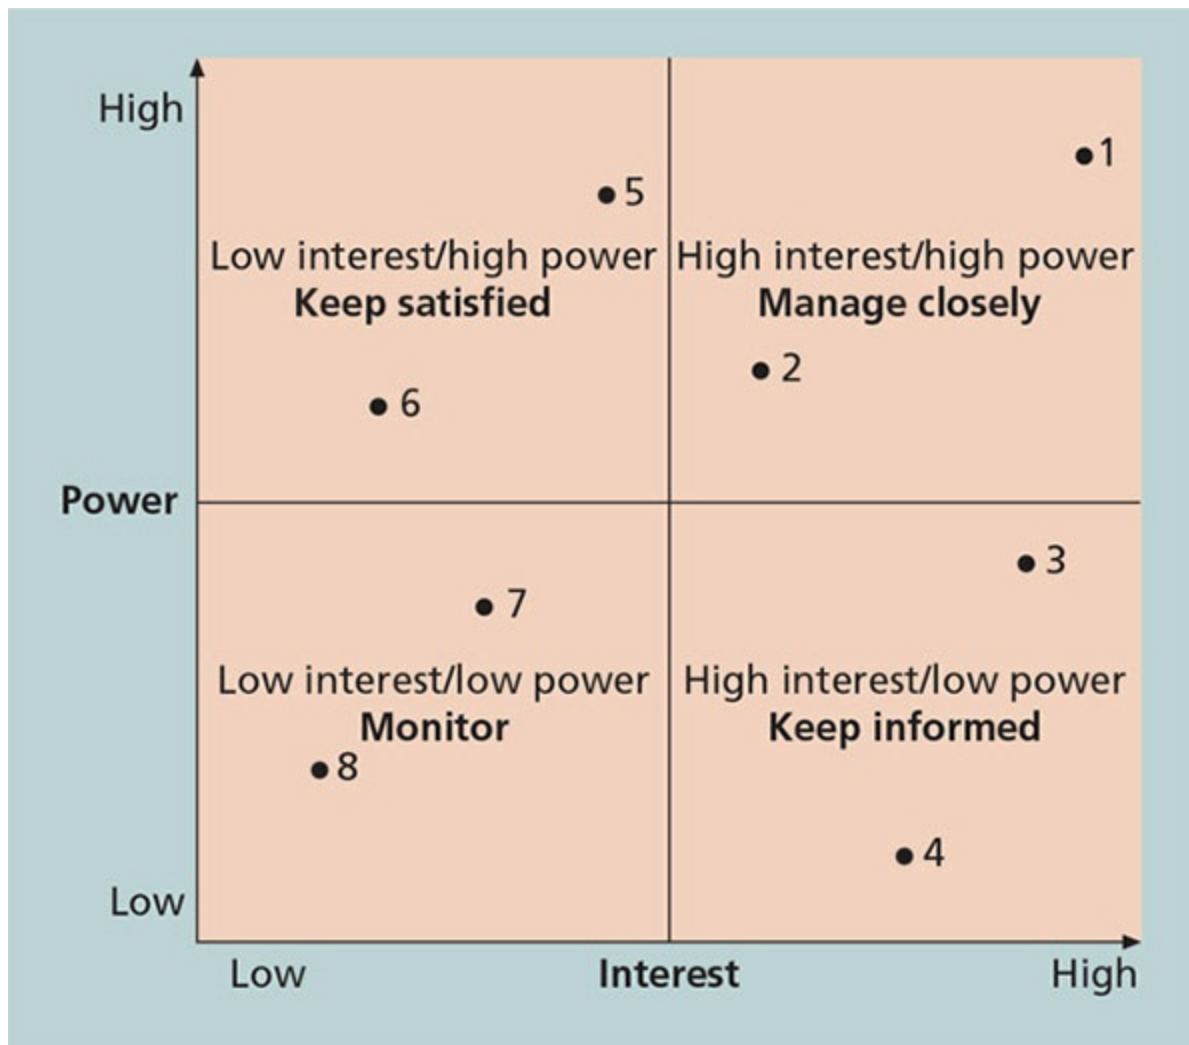 High
1
5
Low interest/high power
Keep satisfied
High interest/high power
Manage closely
2
6
Power
3
7
Low interest/low power
Monitor
High interest/low power
Keep informed
8
4
Low
Low
Interest
High